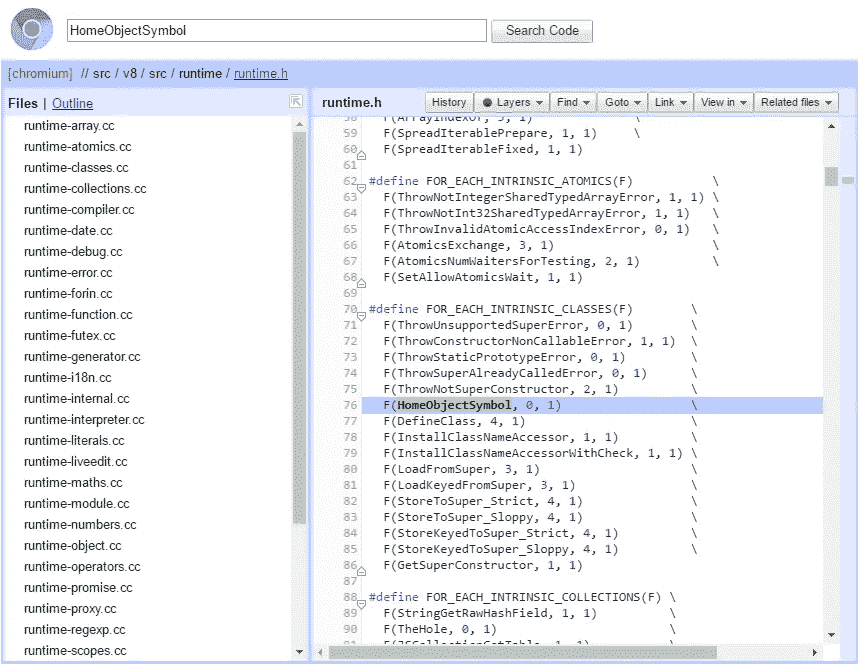 HomeObjectSymbol
Search Code
[chromium] // src / v8 / src / runtime / runtime.h
Files | Outline
runtime-array.cc
runtime-atomics.cc
runtime-classes.cc
runtime-collections.cc
runtime-compiler.cc
runtime-date.cc
runtime-debug.cc
runtime-error.cc
runtime-forin.cc
runtime-function.cc
runtime-futex.cc
runtime-generator.cc
runtime-i18n.cc
runtime-internal.cc
runtime-interpreter.cc
runtime-literals.cc
runtime-liveedit.cc
runtime-maths.cc
runtime-module.cc
runtime-numbers.cc
runtime-object.cc
runtime-operators.cc
runtime-promise.cc
runtime-proxy.cc
runtime-regexp.cc
runtime-scopes.cc
runtime.h
History
Layers
Find
Goto
Link
View in
Related files
59 F(SpreadIterablePrepare, 1, 1) \
60 F(SpreadIterableFixed, 1, 1)
61
62 #define FOR_EACH_INTRINSIC_ATOMICS(F) \
63 F(ThrowNotIntegerSharedTypedArrayError, 1, 1) \
64 F(ThrowNotInt32SharedTypedArrayError, 1, 1) \
65 F(ThrowInvalidAtomicAccessIndexError, 0, 1) \
66 F(AtomicsExchange, 3, 1) \
67 F(AtomicsNumWaitersForTesting, 2, 1) \
68 F(SetAllowAtomicsWait, 1, 1)
69
70 #define FOR_EACH_INTRINSIC_CLASSES(F) \
71 F(ThrowUnsupportedSuperError, 0, 1) \
72 F(ThrowConstructorNonCallableError, 1, 1) \
73 F(ThrowStaticPrototypeError, 0, 1) \
74 F(ThrowSuperAlreadyCalledError, 0, 1) \
75 F(ThrowNotSuperConstructor, 2, 1) \
76 F(HomeObjectSymbol, 0, 1) \
77 F(DefineClass, 4, 1) \
78 F(InstallClassNameAccessor, 1, 1) \
79 F(InstallClassNameAccessorWithCheck, 1, 1) \
80 F(LoadFromSuper, 3, 1) \
81 F(LoadKeyedFromSuper, 3, 1) \
82 F(StoreToSuper_Strict, 4, 1) \
83 F(StoreToSuper_Sloppy, 4, 1) \
84 F(StoreKeyedToSuper_Strict, 4, 1) \
85 F(StoreKeyedToSuper_Sloppy, 4, 1) \
86 F(GetSuperConstructor, 1, 1)
87
88 #define FOR_EACH_INTRINSIC_COLLECTIONS(F) \
89 F(StringGetRawHashField, 1, 1) \
90 F(TheHole, 0, 1) \